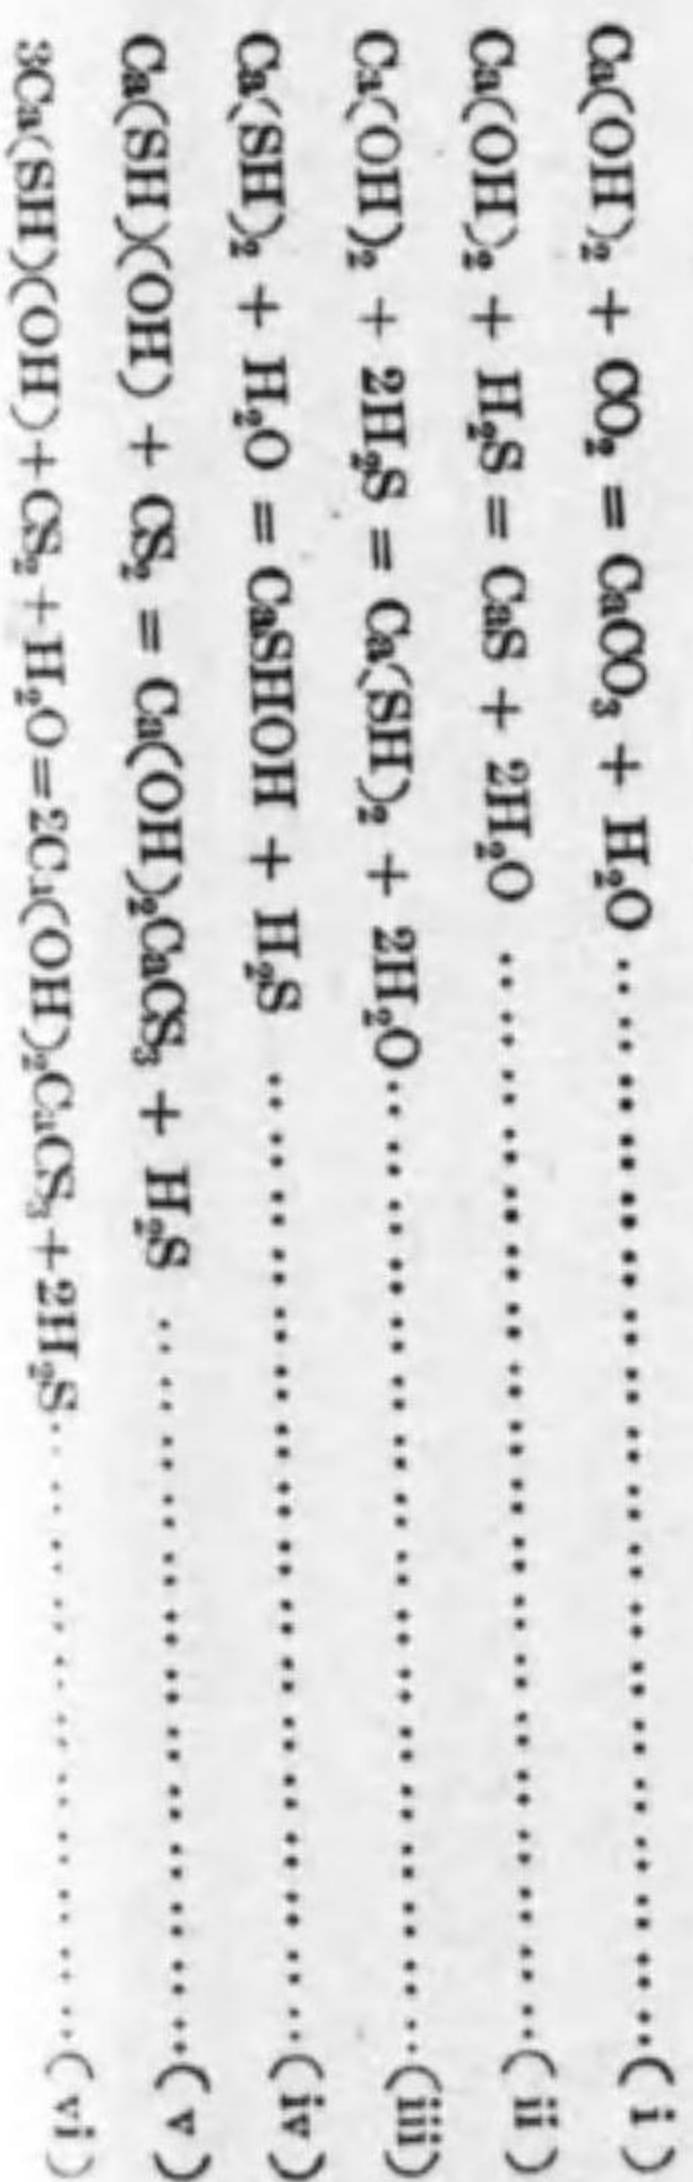 Ca(OH)₂ + CO₂ = CaCO₃ + H₂O ........................ ( i )
Ca(OH)₂ + H₂S = CaS + 2H₂O ........................ ( ii )
Ca(OH)₂ + 2H₂S = Ca(SH)₂ + 2H₂O ........................ (iii)
Ca(SH)₂ + H₂O = CaSHOH + H₂S ........................ ( iv )
Ca(SH)(OH) + CS₂ = Ca(OH)₂CaCS₃ + H₂S ........................ ( v )
3Ca(SH)(OH)+CS₂+H₂O=2Ca(OH)₂CaCS₃+2H₂S ........................ ( vi )